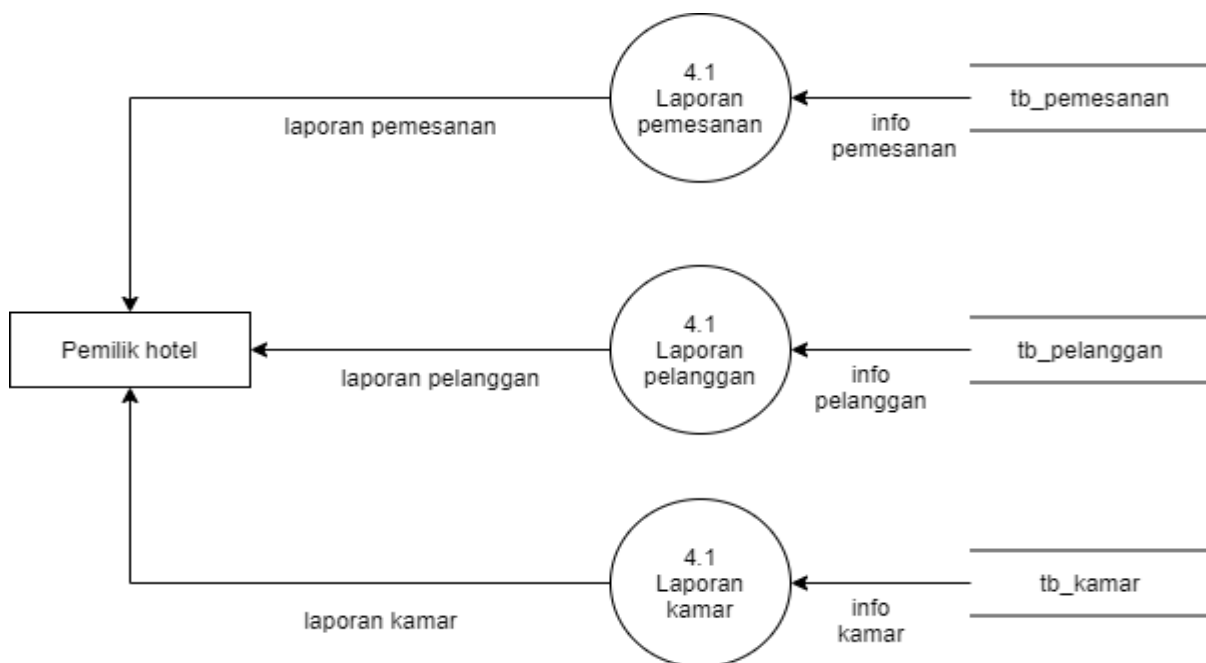 4.1
Laporan
pemesanan
tb_pemesanan
laporan pemesanan
info
pemesanan
4.1
Laporan
pelanggan
Pemilik hotel
tb_pelanggan
laporan pelanggan
info
pelanggan
4.1
Laporan
kamar
tb_kamar
laporan kamar
info
kamar